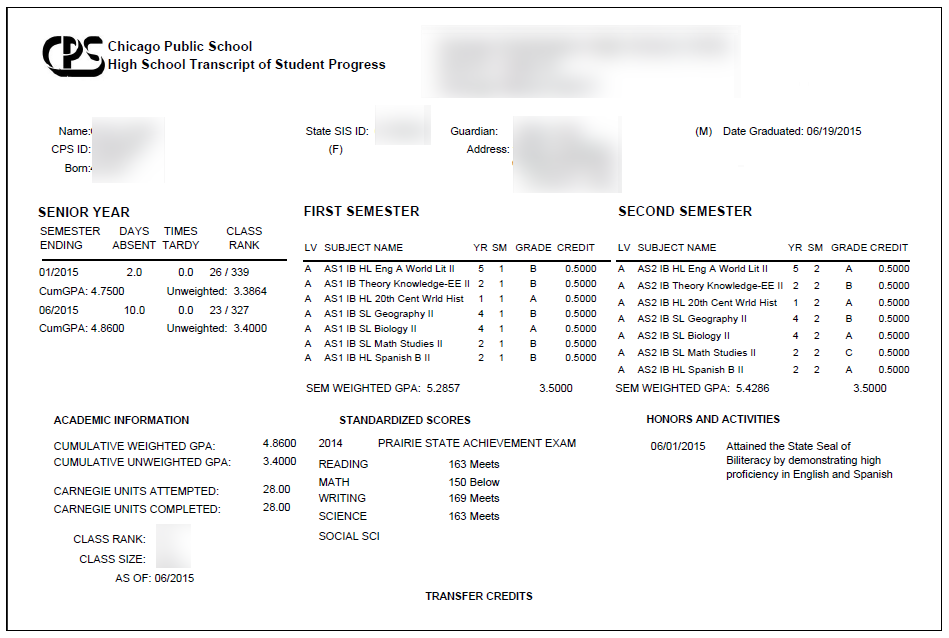 CPS
Chicago Public School
High School Transcript of Student Progress
Name:
State SIS ID:
Guardian:
(M) Date Graduated: 06/19/2015
CPS ID:
(F)
Address:
Born:
SENIOR YEAR
SEMESTER ENDING DAYS ABSENT TIMES TARDY CLASS RANK
01/2015 2.0 0.0 26 / 339
CumGPA: 4.7500 Unweighted: 3.3864
06/2015 10.0 0.0 23 / 327
CumGPA: 4.8600 Unweighted: 3.4000
FIRST SEMESTER
LV SUBJECT NAME YR SM GRADE CREDIT
A AS1 IB HL Eng A World Lit II 5 1 B 0.5000
A AS1 IB Theory Knowledge-EE II 2 1 B 0.5000
A AS1 IB HL 20th Cent Wrld Hist 1 1 A 0.5000
A AS1 IB SL Geography II 4 1 B 0.5000
A AS1 IB SL Biology II 4 1 A 0.5000
A AS1 IB SL Math Studies II 2 1 B 0.5000
A AS1 IB HL Spanish B II 2 1 B 0.5000
SEM WEIGHTED GPA: 5.2857 3.5000
SECOND SEMESTER
LV SUBJECT NAME YR SM GRADE CREDIT
A AS2 IB HL Eng A World Lit II 5 2 A 0.5000
A AS2 IB Theory Knowledge-EE II 2 2 B 0.5000
A AS2 IB HL 20th Cent Wrld Hist 1 2 A 0.5000
A AS2 IB SL Geography II 4 2 B 0.5000
A AS2 IB SL Biology II 4 2 A 0.5000
A AS2 IB SL Math Studies II 2 2 C 0.5000
A AS2 IB HL Spanish B II 2 2 A 0.5000
SEM WEIGHTED GPA: 5.4286 3.5000
ACADEMIC INFORMATION
CUMULATIVE WEIGHTED GPA: 4.8600
CUMULATIVE UNWEIGHTED GPA: 3.4000
CARNEGIE UNITS ATTEMPTED: 28.00
CARNEGIE UNITS COMPLETED: 28.00
CLASS RANK:
CLASS SIZE:
AS OF: 06/2015
STANDARDIZED SCORES
2014 PRAIRIE STATE ACHIEVEMENT EXAM
READING 163 Meets
MATH 150 Below
WRITING 169 Meets
SCIENCE 163 Meets
SOCIAL SCI
HONORS AND ACTIVITIES
06/01/2015 Attained the State Seal of
Biliteracy by demonstrating high
proficiency in English and Spanish
TRANSFER CREDITS